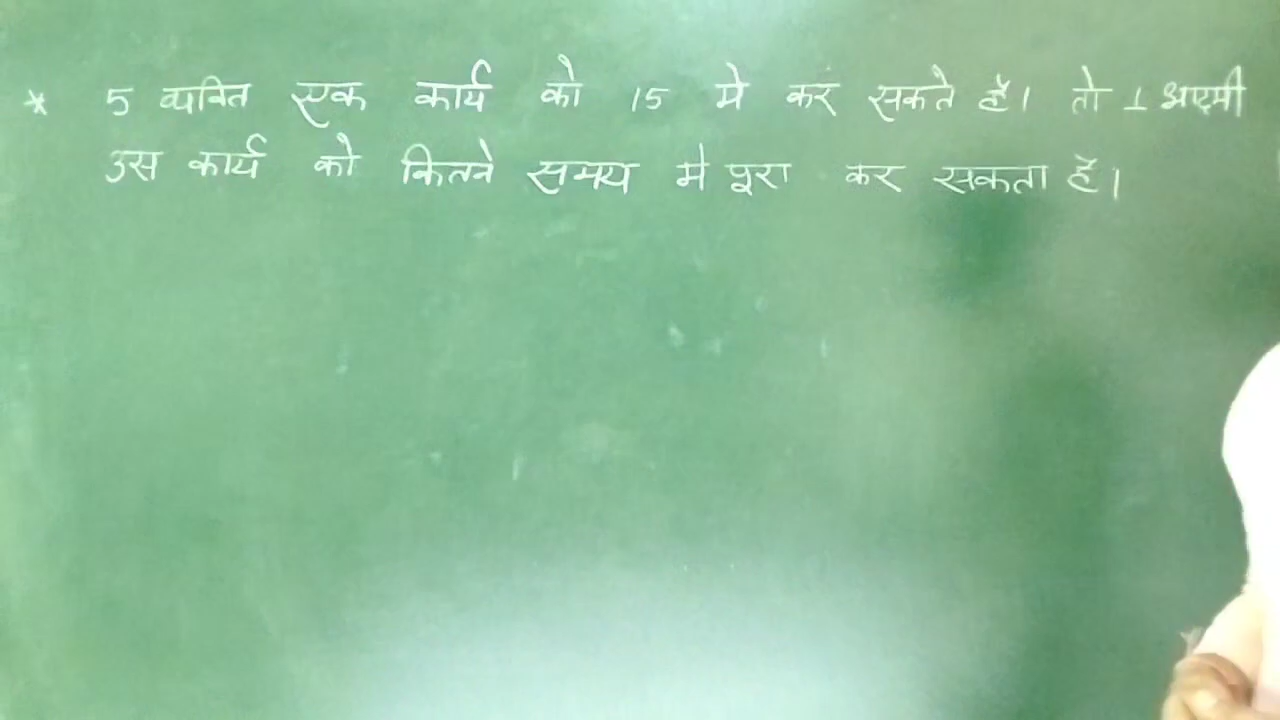 * 5 व्यक्ति एक कार्य को 15 मे कर सकते हैं। तो 1 आदमी
उस कार्य को कितने समय मे पूरा कर सकता हैं।